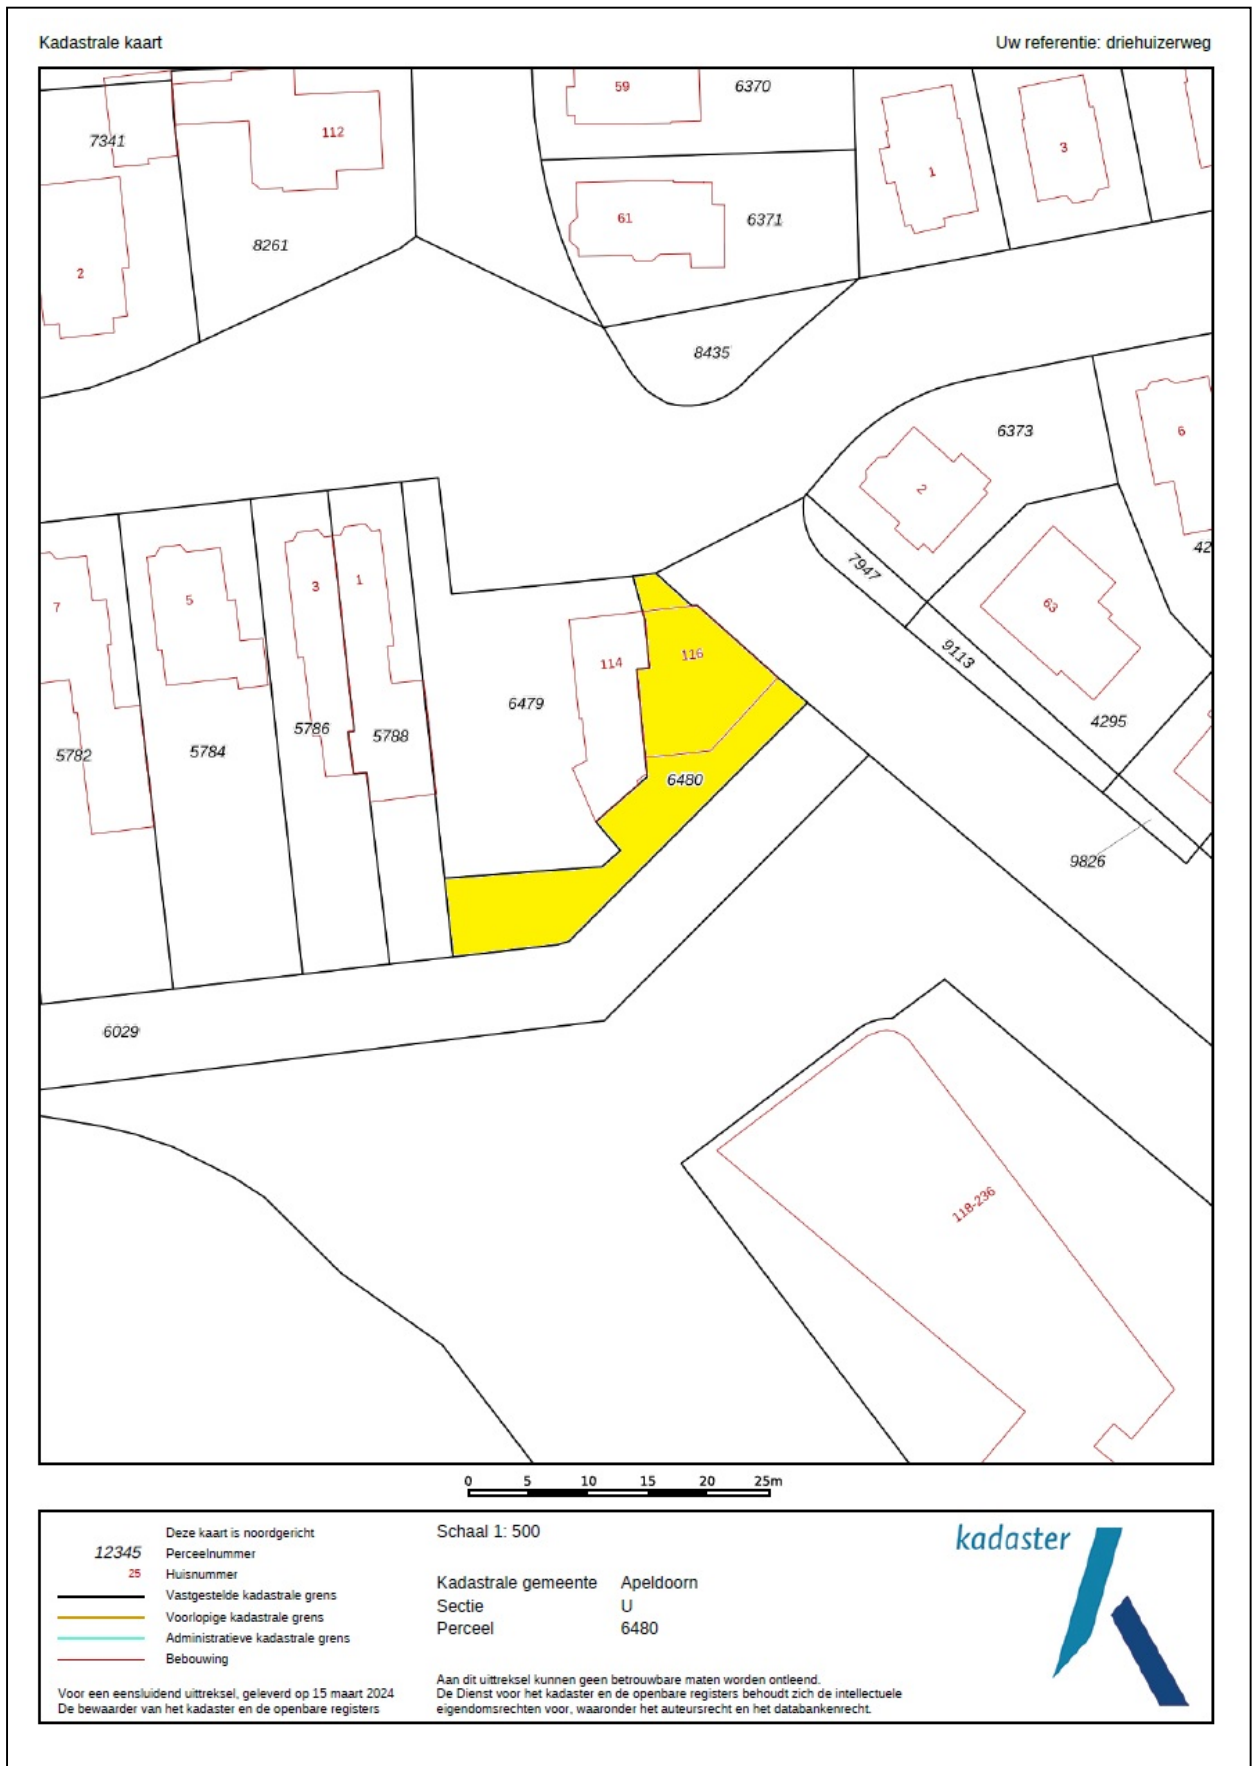 Kadastrale kaart
Uw referentie: driehuizerweg
59
6370
7341
112
1
3
61
6371
8261
2
8435
6373
6
2
42
7947
63
7
5
3
1
9113
114
116
6479
4295
5782
5784
5786
5788
6480
9826
6029
118-236
0 5 10 15 20 25m
Deze kaart is noordgericht
12345 Perceelnummer
25 Huisnummer
Vastgestelde kadastrale grens
Voorlopige kadastrale grens
Administratieve kadastrale grens
Bebouwing
Voor een eensluidend uittreksel, geleverd op 15 maart 2024
De bewaarder van het kadaster en de openbare registers
Schaal 1: 500
Kadastrale gemeente Apeldoorn
Sectie U
Perceel 6480
Aan dit uittreksel kunnen geen betrouwbare maten worden ontleend.
De Dienst voor het kadaster en de openbare registers behoudt zich de intellectuele
eigendomsrechten voor, waaronder het auteursrecht en het databankenrecht.
kadaster